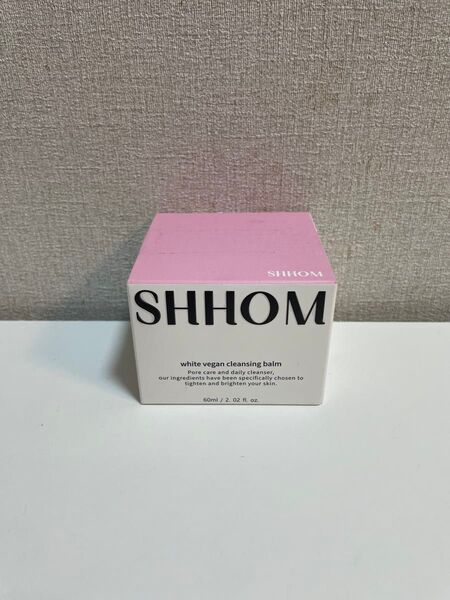 SHHOM
SHHOM
white vegan cleansing balm
Pore care and daily cleanser,
our ingredients have been specifically chosen to
tighten and brighten your skin.
60ml / 2. 02 fl. oz.